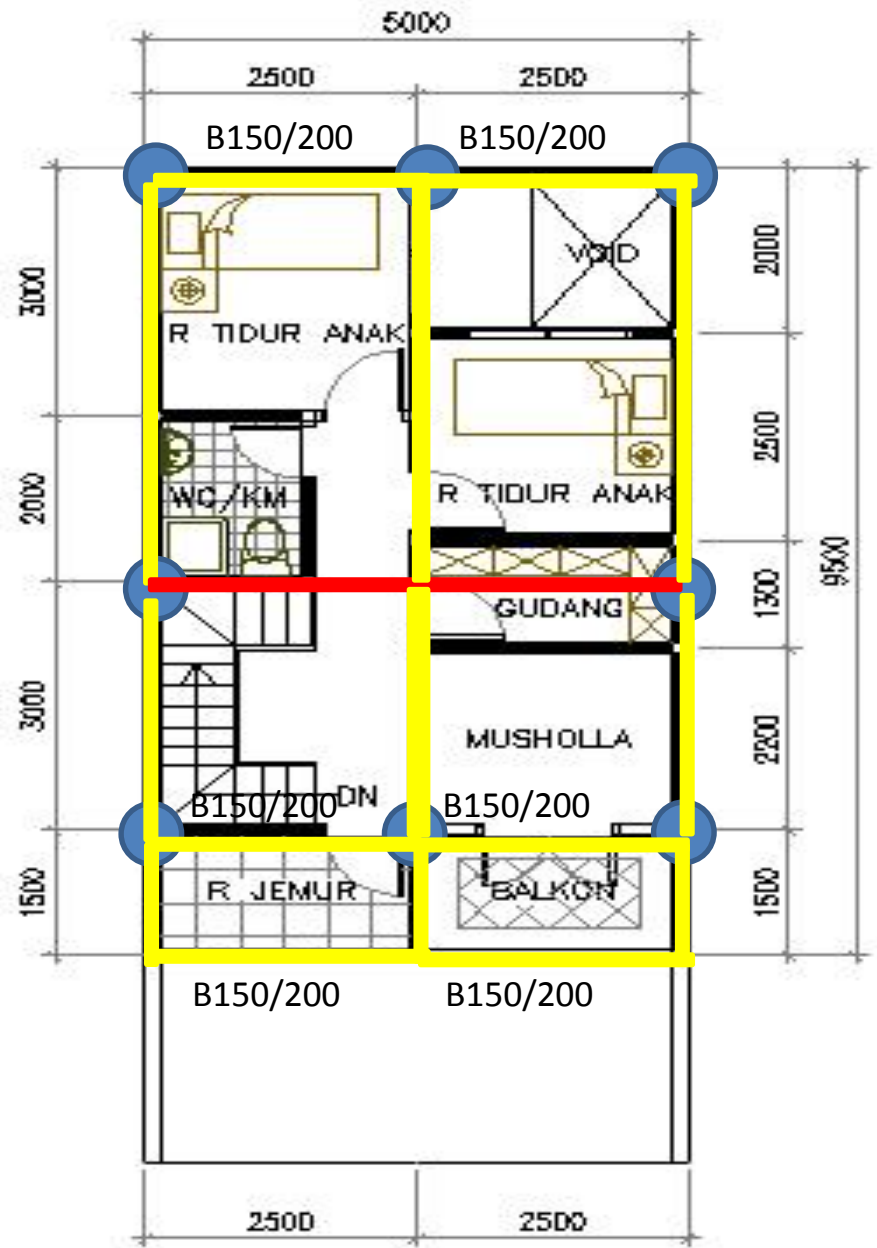 5000
2500 2500
B150/200 B150/200
3000
2000
VOID
R TIDUR ANAK
2500
2000
WC/KM
R TIDUR ANAK
9500
1300
GUDANG
3000
2200
MUSHOLLA
DN
B150/200 B150/200
1500
R JEMUR
BALKON
1500
B150/200 B150/200
2500 2500